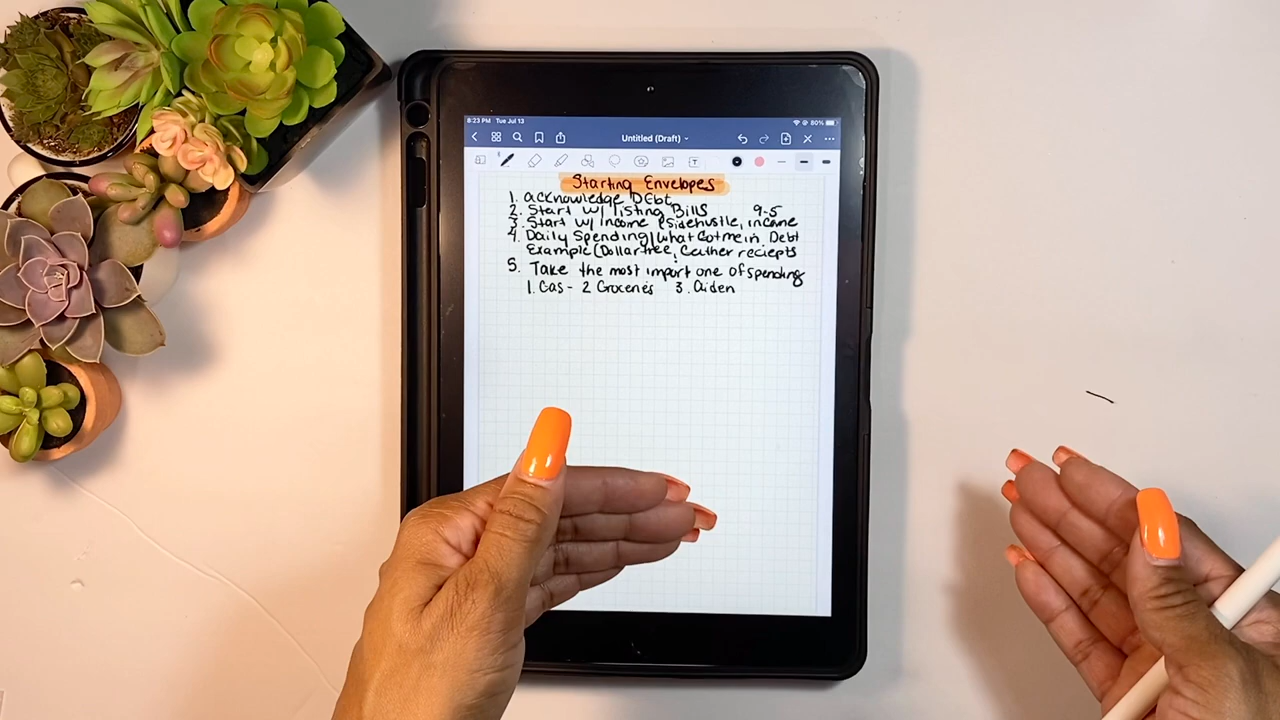 8:23 PM Tue Jul 13
80%
Untitled (Draft)
T
Starting Envelopes
1. acknowledge Debt
2. Start w/ listing Bills 9-5
3. Start w/ Income & sidehustle, income
4. Daily Spending/What Got me in Debt
Example (Dollar tree, Geather reciepts
5. Take the most import one of spending
1. Gas - 2 Groceries 3. Aiden